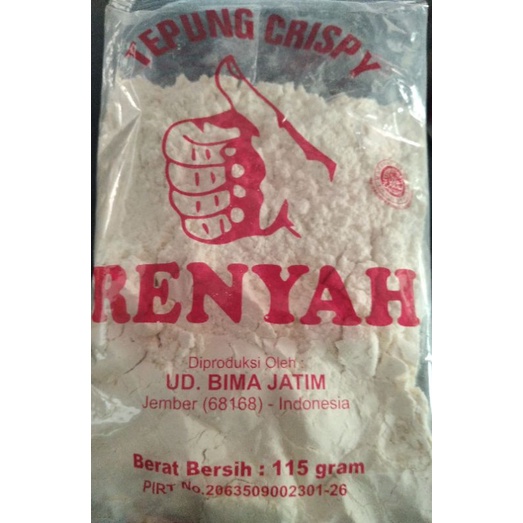 TEPUNG CRISPY
RENYAH
Diproduksi Oleh :
UD. BIMA JATIM
Jember (68168) - Indonesia
Berat Bersih : 115 gram
PIRT No.2063509002301-26